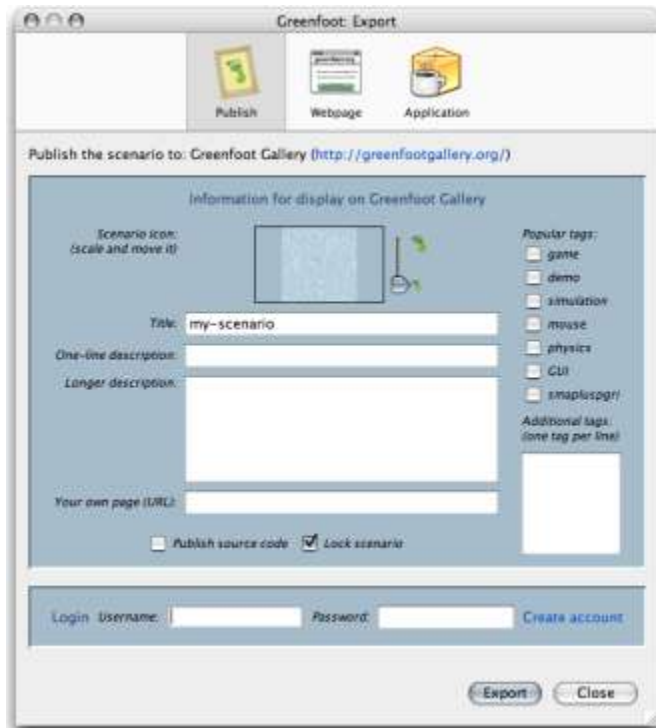 Greenfoot: Export
Publish
Webpage
Application
Publish the scenario to: Greenfoot Gallery (http://greenfootgallery.org/)
Information for display on Greenfoot Gallery
Scenario icon:
(scale and move it)
Popular tags:
game
demo
simulation
mouse
physics
GUI
smapluspgri
Title: my-scenario
One-line description:
Longer description:
Additional tags:
(one tag per line)
Your own page (URL):
Publish source code Lock scenario
Login Username: Password: Create account
Export Close